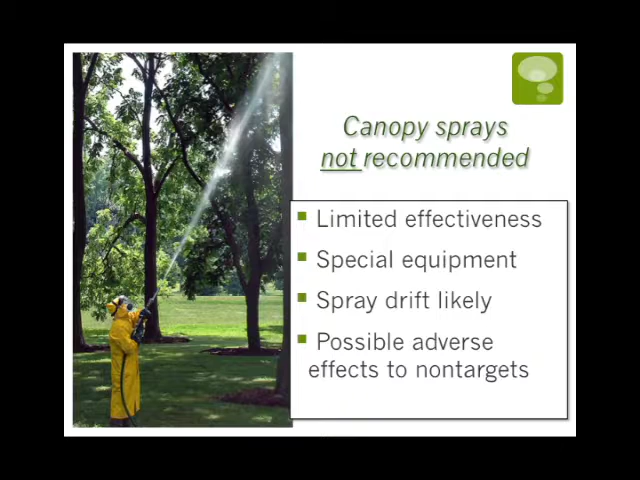 Canopy sprays
not recommended
Limited effectiveness
Special equipment
Spray drift likely
Possible adverse
effects to nontargets